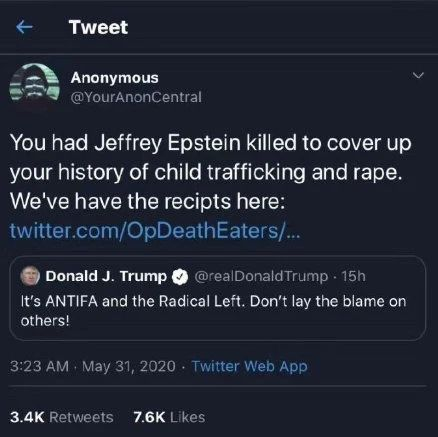 Tweet
Anonymous
@YourAnonCentral
You had Jeffrey Epstein killed to cover up
your history of child trafficking and rape.
We've have the recipts here:
twitter.com/OpDeathEaters/...
Donald J. Trump @realDonaldTrump · 15h
It's ANTIFA and the Radical Left. Don't lay the blame on
others!
3:23 AM · May 31, 2020 · Twitter Web App
3.4K Retweets 7.6K Likes